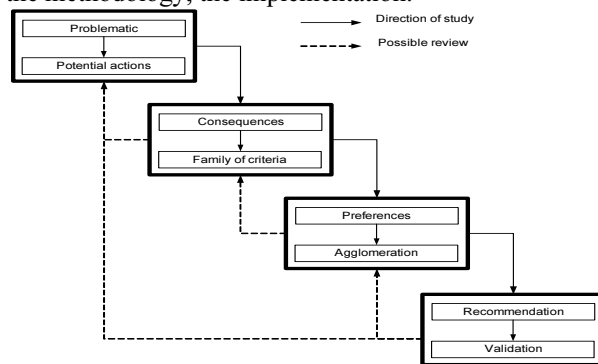 the methodology, the implementation.
Direction of study
Problematic
Possible review
Potential actions
Consequences
Family of criteria
Preferences
Agglomeration
Recommendation
Validation